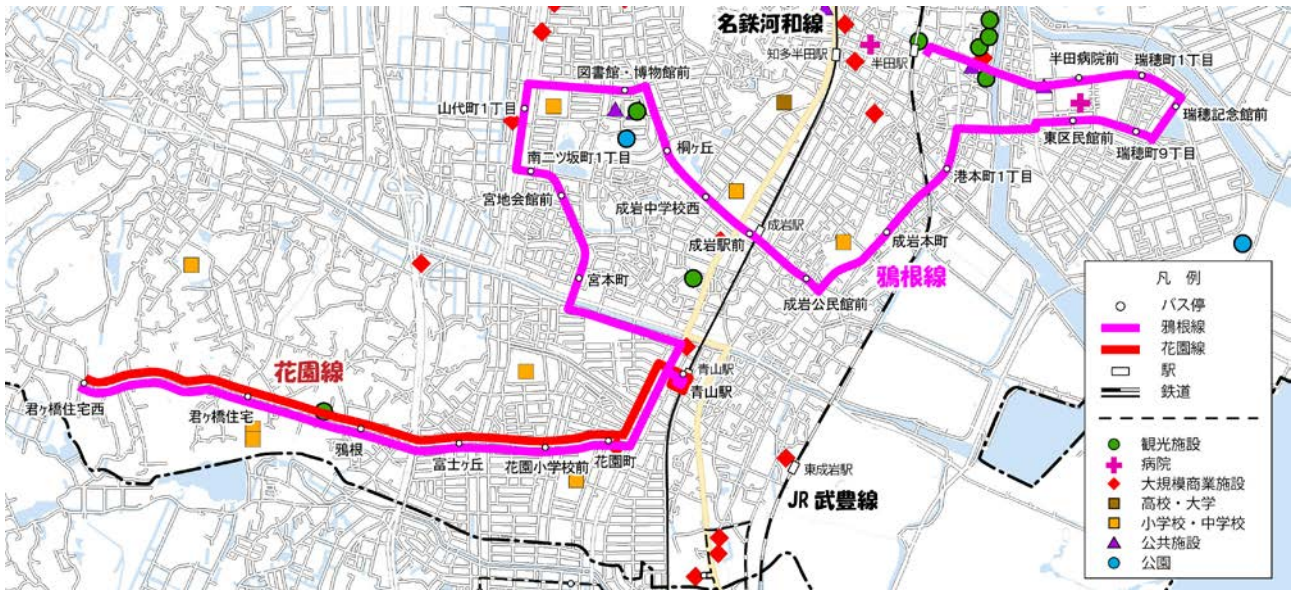 名鉄河和線
知多半田駅
半田駅
半田病院前
瑞穂町1丁目
図書館・博物館前
山代町1丁目
瑞穂記念館前
東区民館前
瑞穂町9丁目
桐ヶ丘
南二ツ坂町1丁目
港本町1丁目
宮地会館前
成岩中学校西
成岩駅前
成岩駅
成岩本町
宮本町
鴉根線
成岩公民館前
花園線
青山駅
青山駅
君ヶ橋住宅西
君ヶ橋住宅
鴉根
富士ヶ丘
花園小学校前
花園町
東成岩駅
JR 武豊線
凡 例
バス停
鴉根線
花園線
駅
鉄道
観光施設
病院
大規模商業施設
高校・大学
小学校・中学校
公共施設
公園